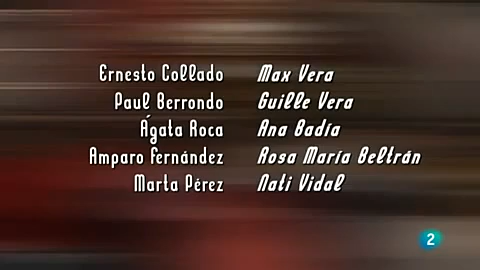 Ernesto Collado Max Vera
Paul Berrondo Guille Vera
Ágata Roca Ana Badía
Amparo Fernández Rosa María Beltrán
Marta Pérez Nati Vidal
2